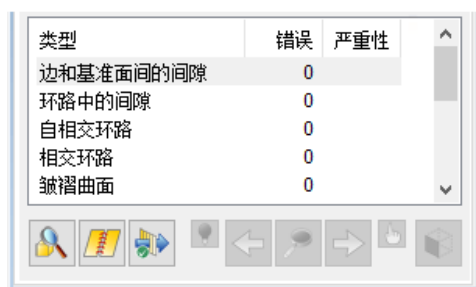 类型 错误 严重性
边和基准面间的间隙 0
环路中的间隙 0
自相交环路 0
相交环路 0
皱褶曲面 0